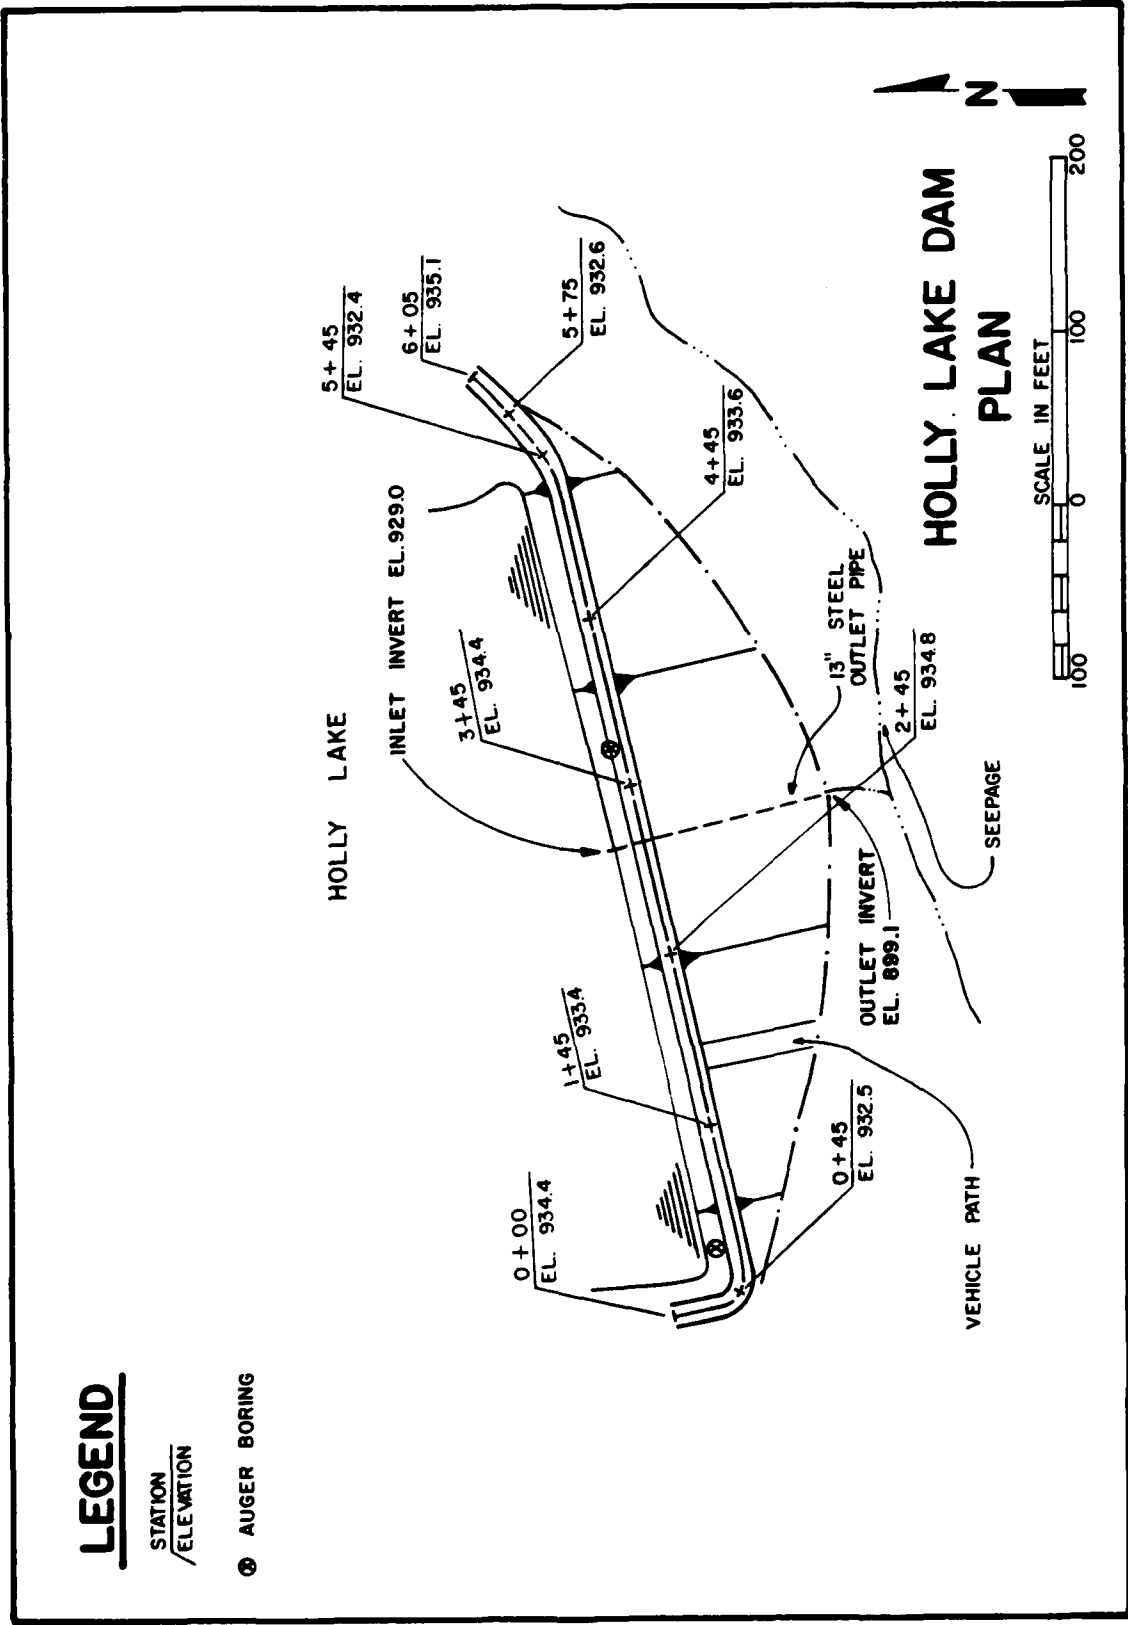 LEGEND
STATION
ELEVATION
⊗ AUGER BORING
HOLLY LAKE
INLET INVERT EL. 929.0
0+00
EL. 934.4
1+45
EL. 933.4
3+45
EL. 934.4
5+45
EL. 932.4
6+05
EL. 935.1
5+75
EL. 932.6
4+45
EL. 933.6
13" STEEL
OUTLET PIPE
2+45
EL. 934.8
OUTLET INVERT
EL. 899.1
0+45
EL. 932.5
VEHICLE PATH
SEEPAGE
HOLLY LAKE DAM
PLAN
SCALE IN FEET
100 0 100 200
N